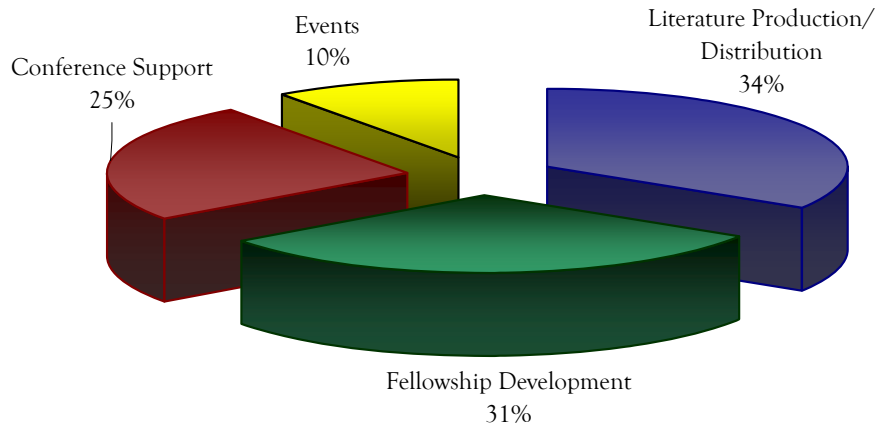 Events
10%
Literature Production/
Distribution
34%
Conference Support
25%
Fellowship Development
31%